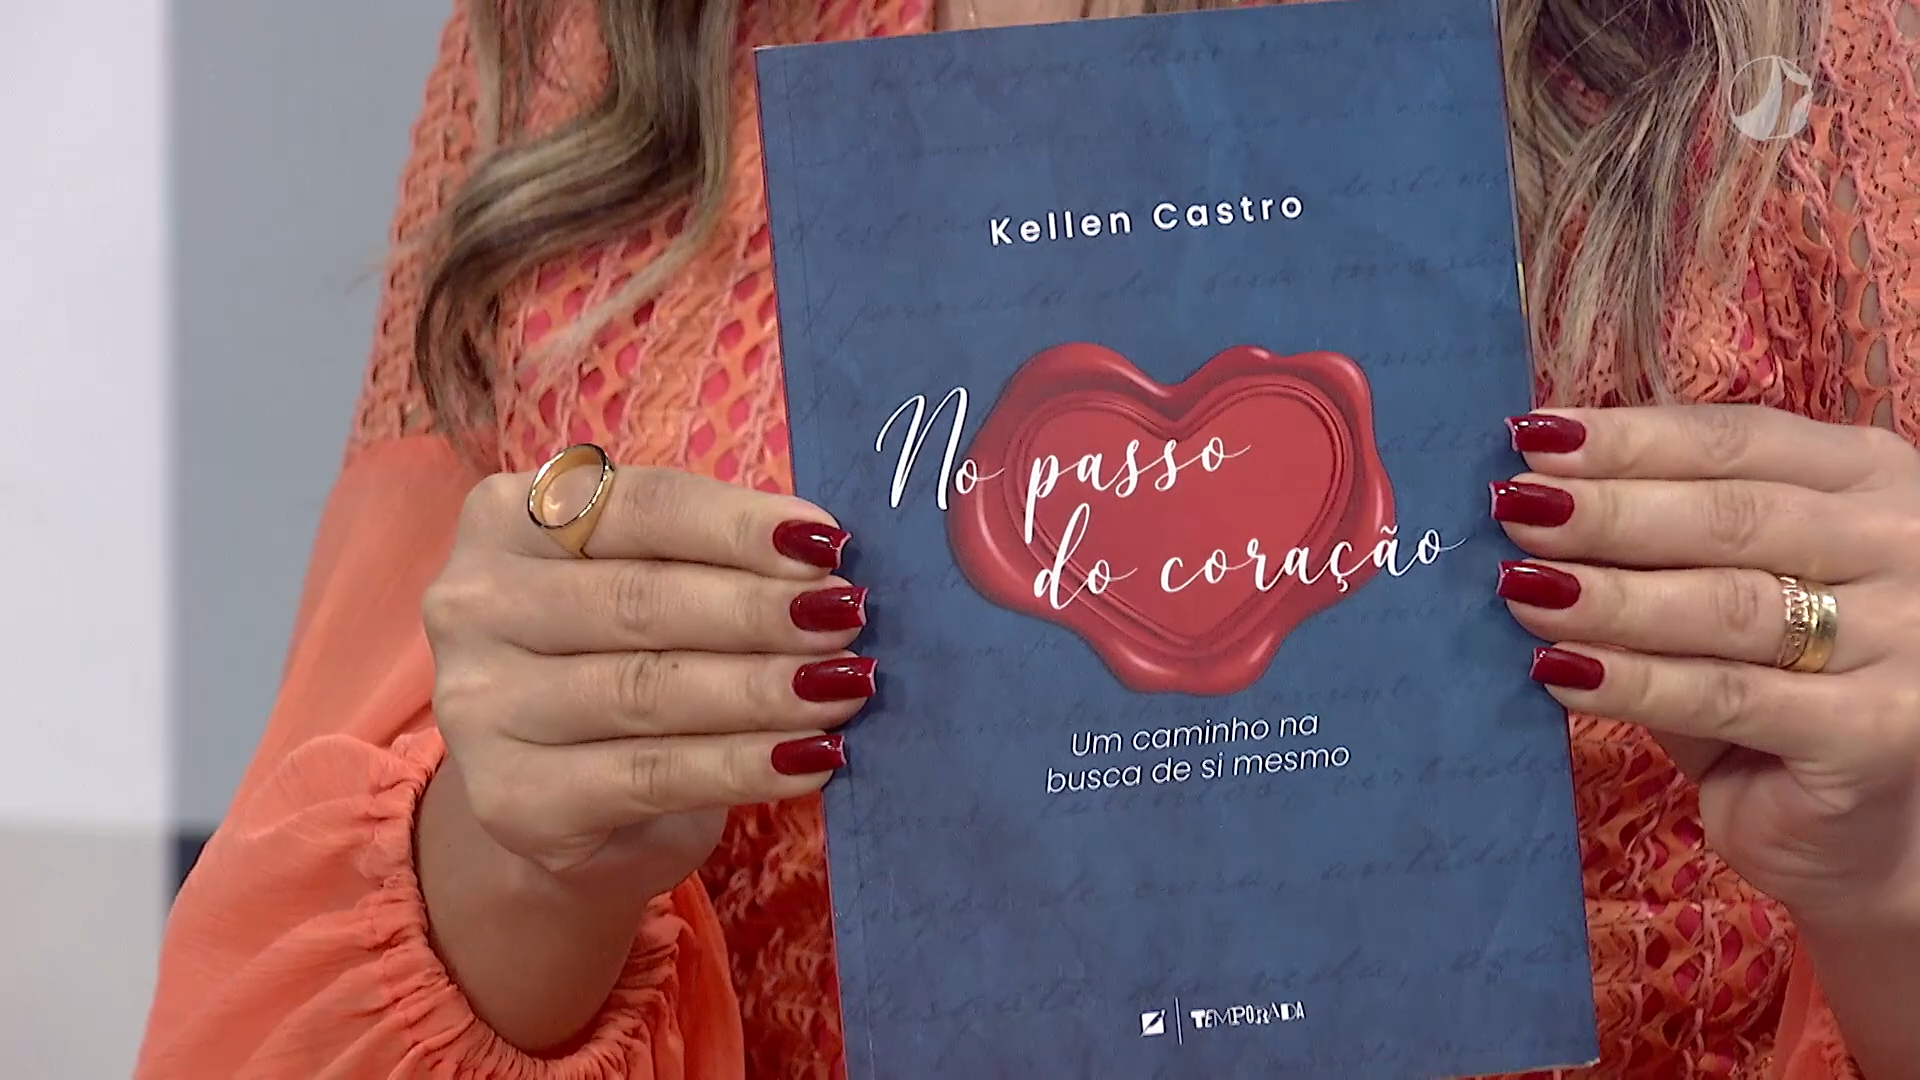 Kellen Castro
No passo
do coração
Um caminho na
busca de si mesmo
TEMPORADA